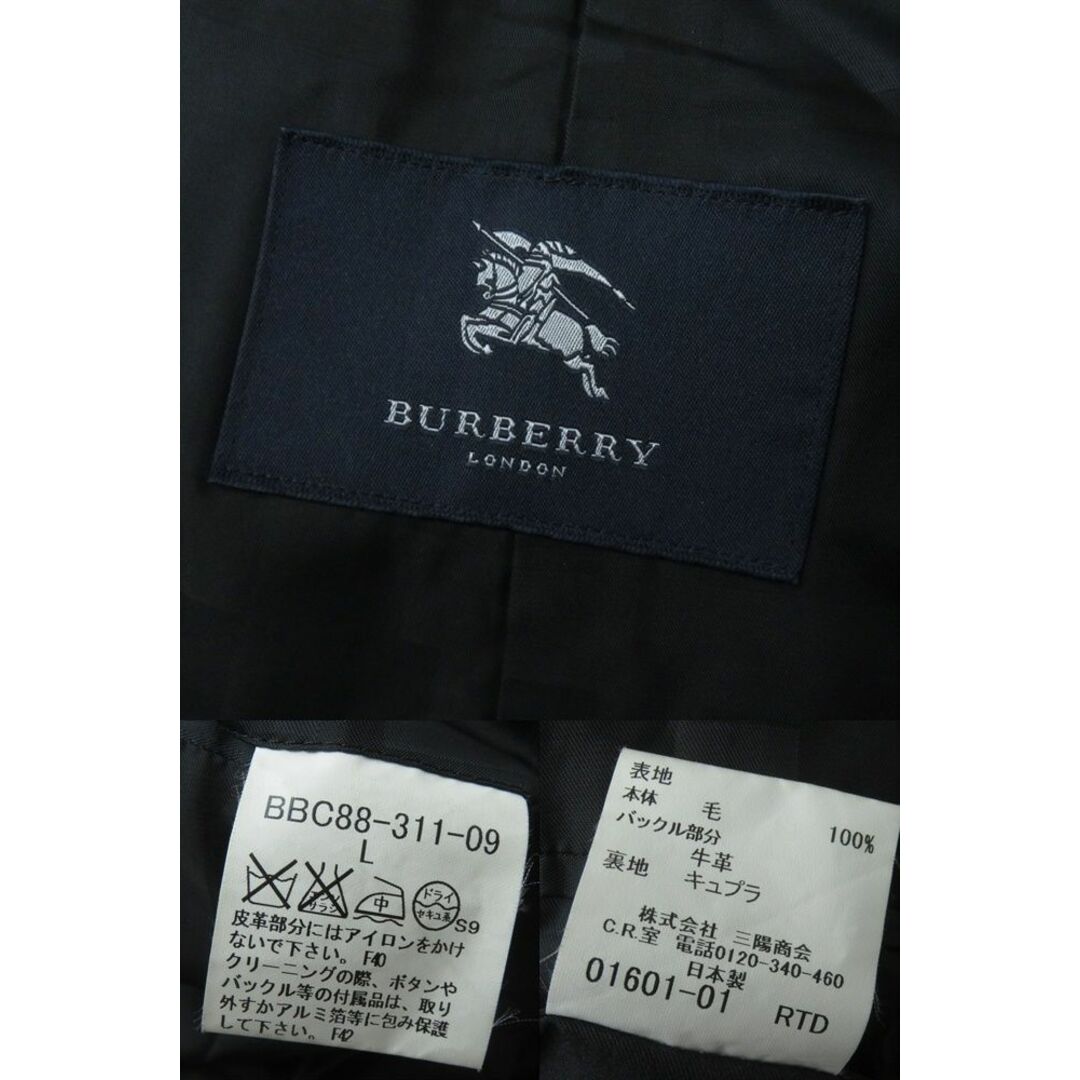 BURBERRY
LONDON
BBC88-311-09
L
エンソ
サラシ
中
ドライ
セキユ系
S9
皮革部分にはアイロンをかけ
ないで下さい。F40
クリーニングの際、ボタンや
バックル等の付属品は、取り
外すかアルミ箔等に包み保護
して下さい。F42
表地
本体 毛 100%
バックル部分
牛革
裏地 キュプラ
株式会社 三陽商会
C.R.室 電話0120-340-460
日本製
01601-01 RTD